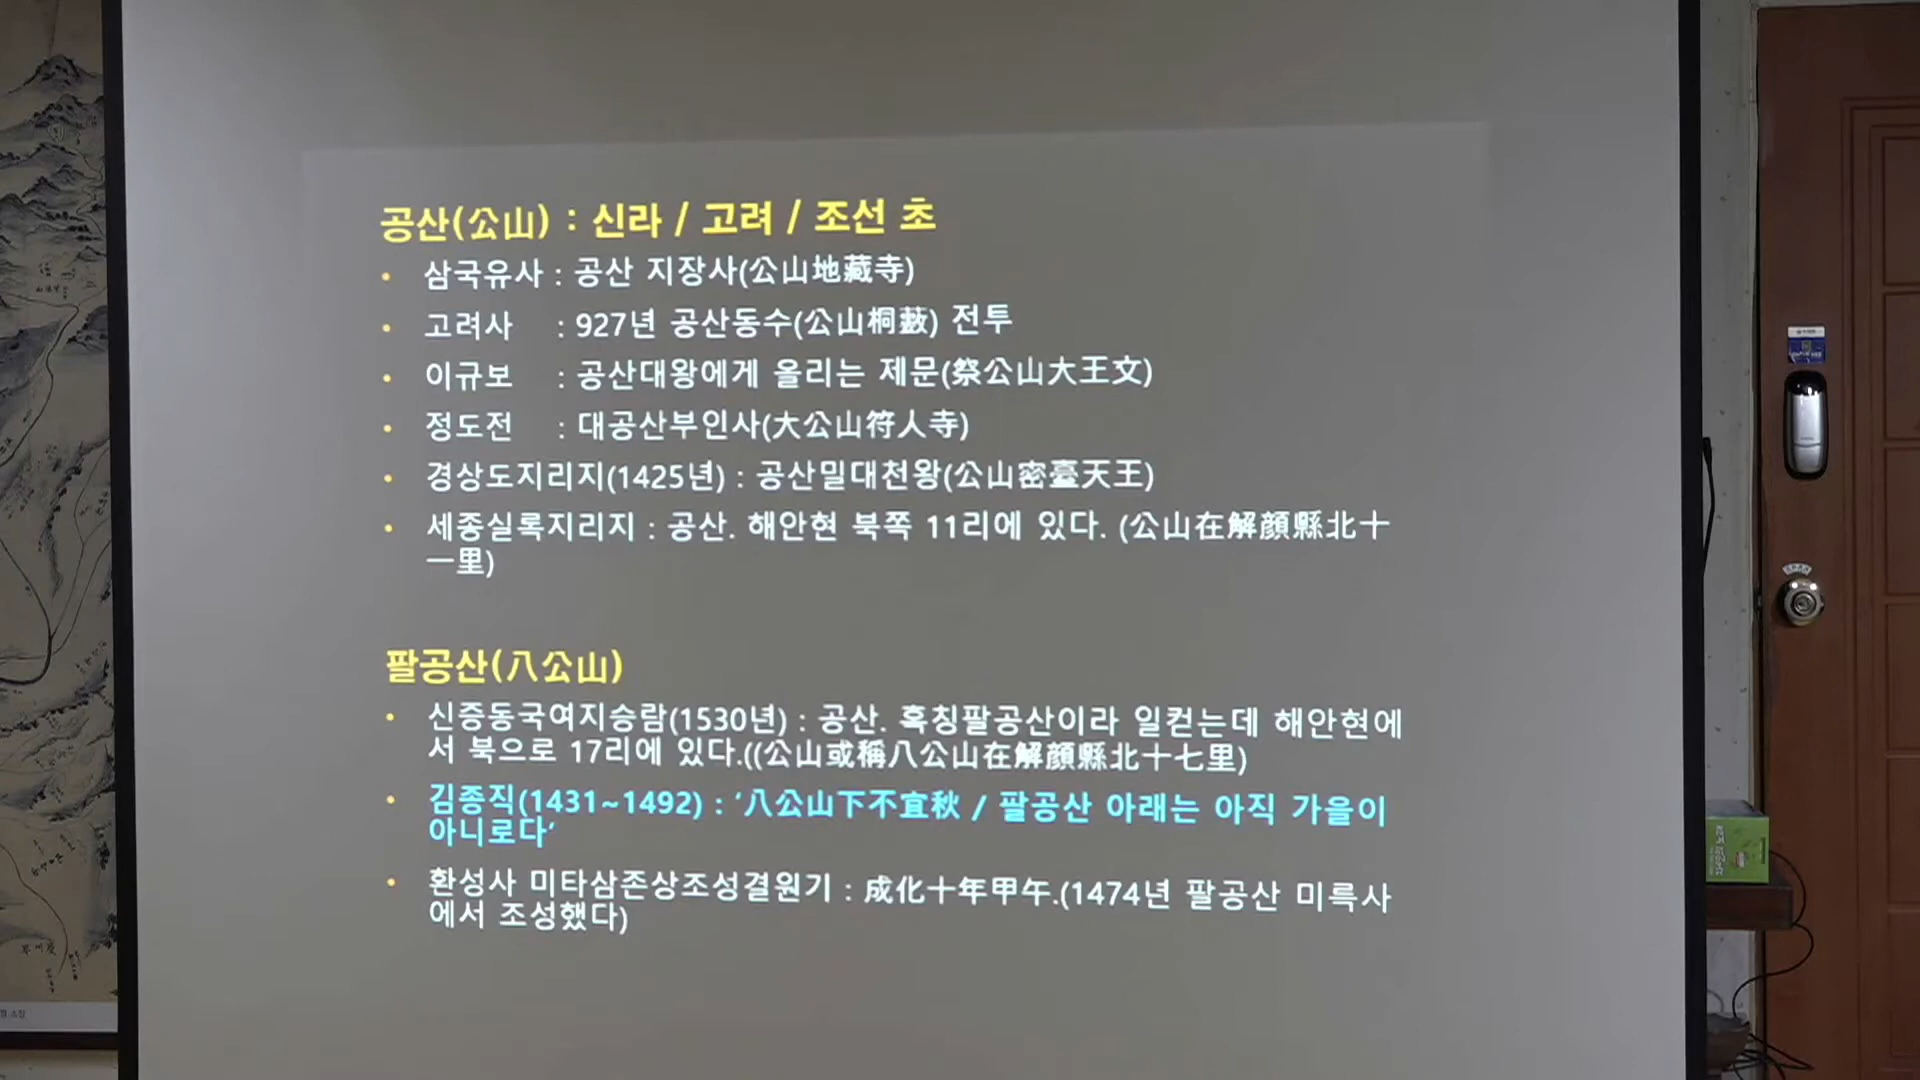 공산(公山) : 신라 / 고려 / 조선 초
• 삼국유사 : 공산 지장사(公山地藏寺)
• 고려사 : 927년 공산동수(公山桐藪) 전투
• 이규보 : 공산대왕에게 올리는 제문(祭公山大王文)
• 정도전 : 대공산부인사(大公山符人寺)
• 경상도지리지(1425년) : 공산밀대천왕(公山密臺天王)
• 세종실록지리지 : 공산. 해안현 북쪽 11리에 있다. (公山在解顔縣北十
一里)
팔공산(八公山)
• 신증동국여지승람(1530년) : 공산. 혹칭팔공산이라 일컫는데 해안현에
서 북으로 17리에 있다.((公山或稱八公山在解顔縣北十七里)
• 김종직(1431~1492) : ‘八公山下不宜秋 / 팔공산 아래는 아직 가을이
아니로다’
• 환성사 미타삼존상조성결원기 : 成化十年甲午.(1474년 팔공산 미륵사
에서 조성했다)